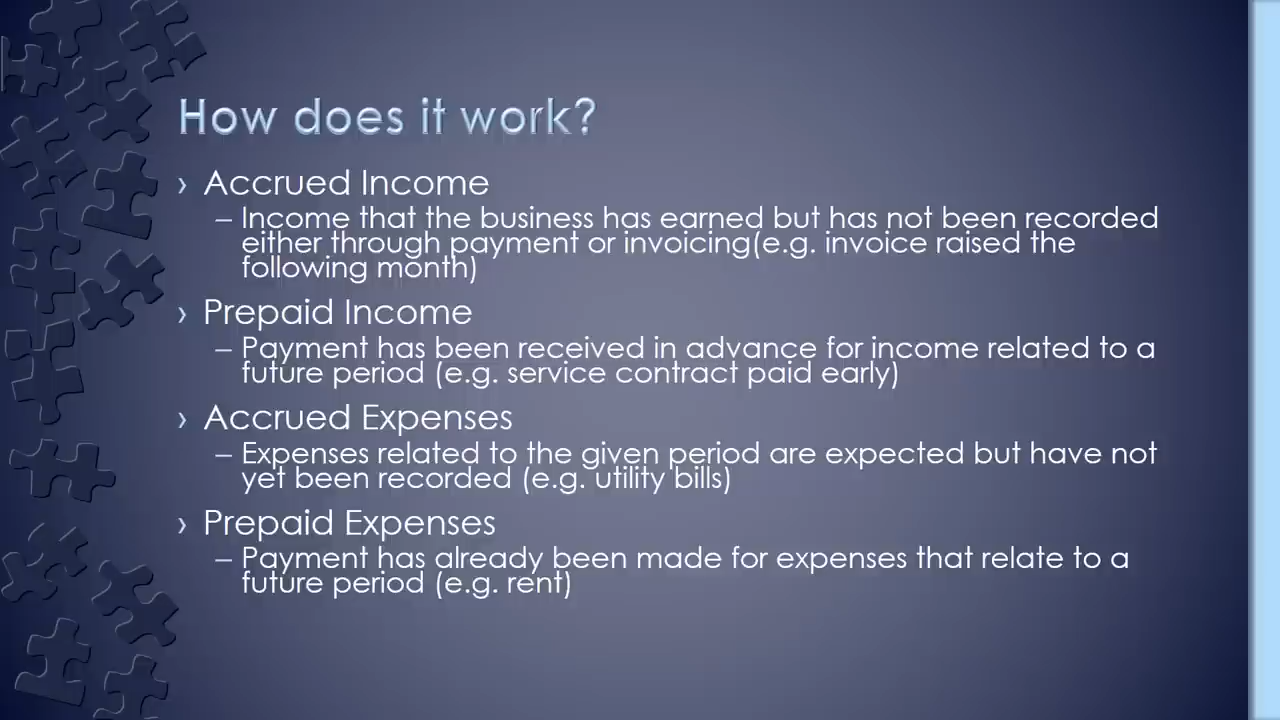 How does it work?
› Accrued Income
– Income that the business has earned but has not been recorded
either through payment or invoicing(e.g. invoice raised the
following month)
› Prepaid Income
– Payment has been received in advance for income related to a
future period (e.g. service contract paid early)
› Accrued Expenses
– Expenses related to the given period are expected but have not
yet been recorded (e.g. utility bills)
› Prepaid Expenses
– Payment has already been made for expenses that relate to a
future period (e.g. rent)